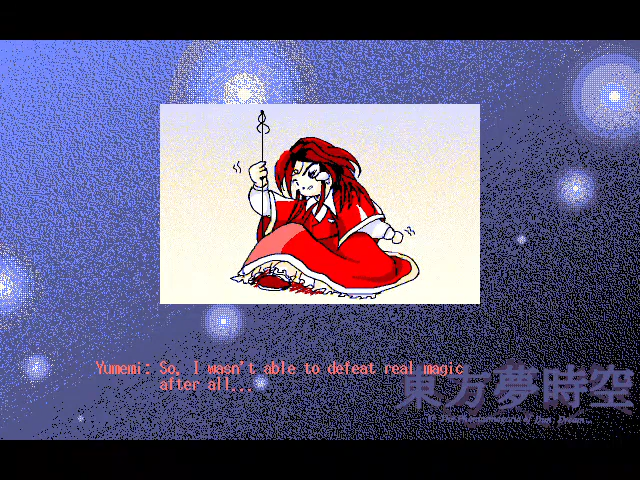 Yumemi: So, I wasn't able to defeat real magic
after all...
東方夢時空